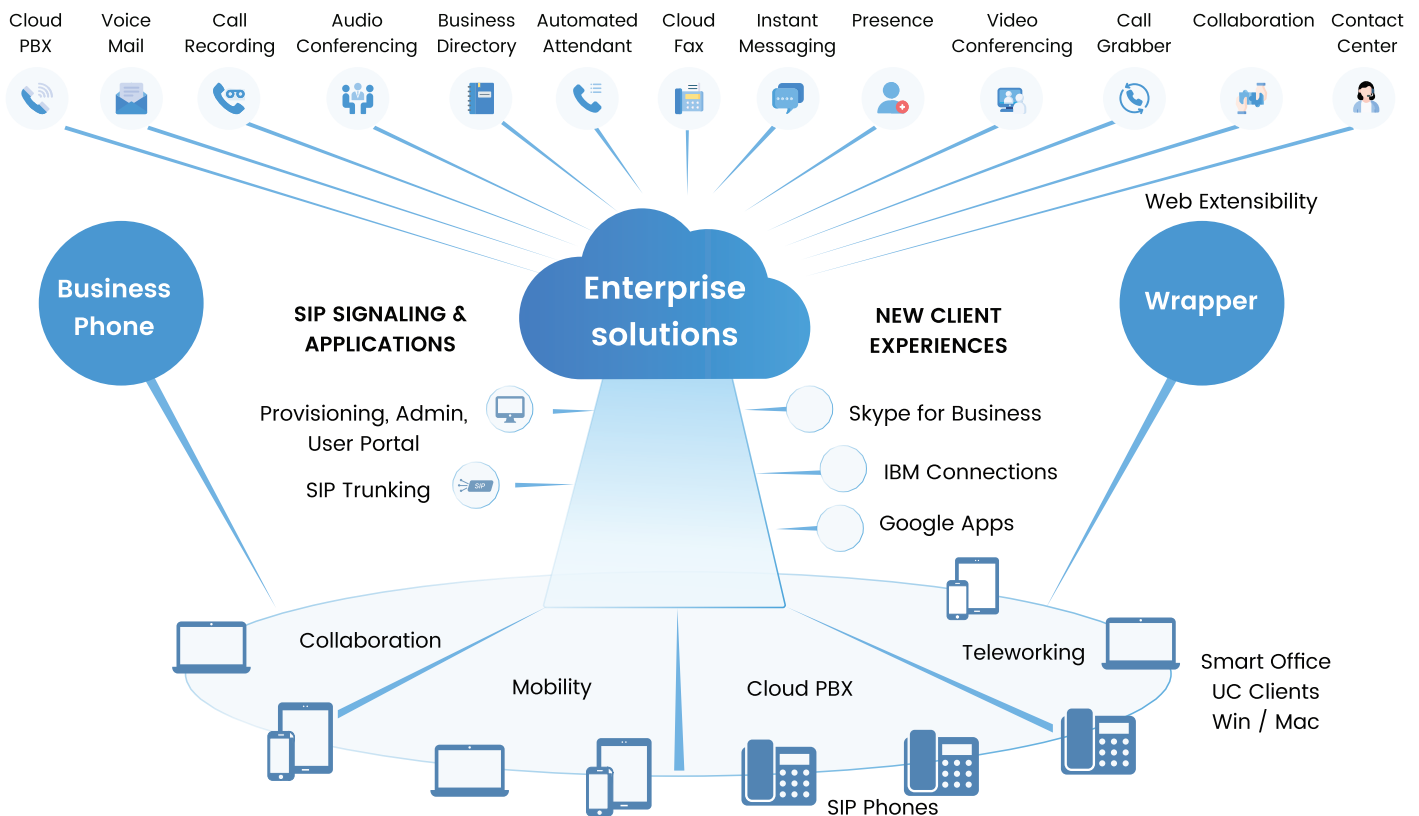 Cloud
PBX
Voice
Mail
Call
Recording
Audio
Conferencing
Business
Directory
Automated
Attendant
Cloud
Fax
Instant
Messaging
Presence
Video
Conferencing
Call
Grabber
Collaboration
Contact
Center
Web Extensibility
Business
Phone
SIP SIGNALING &
APPLICATIONS
Enterprise
solutions
NEW CLIENT
EXPERIENCES
Wrapper
Provisioning, Admin,
User Portal
SIP Trunking
SIP
Skype for Business
IBM Connections
Google Apps
Collaboration
Mobility
Cloud PBX
Teleworking
Smart Office
UC Clients
Win / Mac
SIP Phones